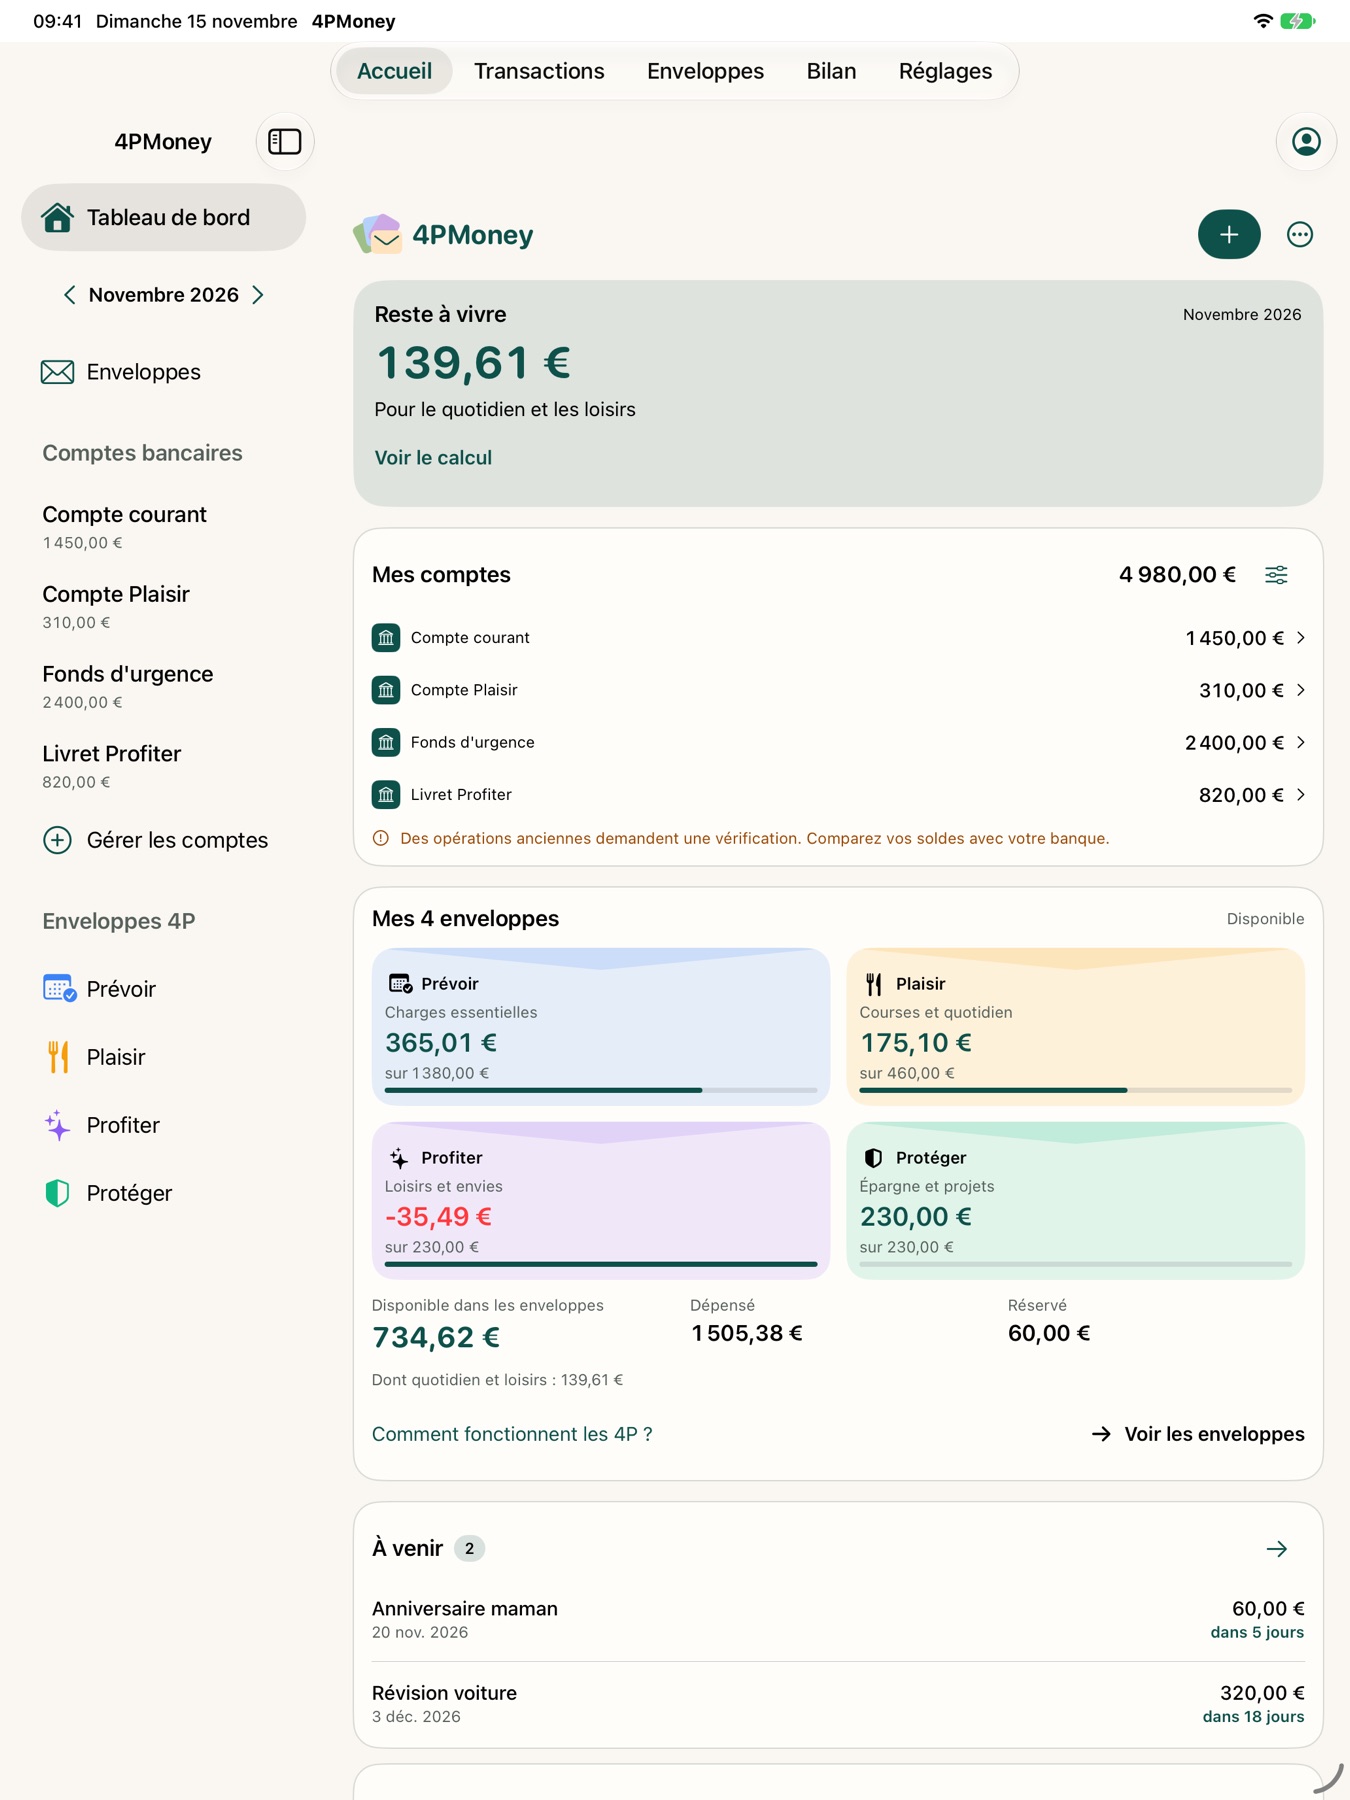 09:41 Dimanche 15 novembre 4PMoney
Accueil Transactions Enveloppes Bilan Réglages
4PMoney
Tableau de bord
Novembre 2026
Enveloppes
Comptes bancaires
Compte courant
1 450,00 €
Compte Plaisir
310,00 €
Fonds d'urgence
2 400,00 €
Livret Profiter
820,00 €
Gérer les comptes
Enveloppes 4P
Prévoir
Plaisir
Profiter
Protéger
4PMoney
Reste à vivre Novembre 2026
139,61 €
Pour le quotidien et les loisirs
Voir le calcul
Mes comptes 4 980,00 €
Compte courant 1 450,00 €
Compte Plaisir 310,00 €
Fonds d'urgence 2 400,00 €
Livret Profiter 820,00 €
Des opérations anciennes demandent une vérification. Comparez vos soldes avec votre banque.
Mes 4 enveloppes Disponible
Prévoir
Charges essentielles
365,01 €
sur 1 380,00 €
Plaisir
Courses et quotidien
175,10 €
sur 460,00 €
Profiter
Loisirs et envies
-35,49 €
sur 230,00 €
Protéger
Épargne et projets
230,00 €
sur 230,00 €
Disponible dans les enveloppes
734,62 €
Dépensé
1 505,38 €
Réservé
60,00 €
Dont quotidien et loisirs : 139,61 €
Comment fonctionnent les 4P ? Voir les enveloppes
À venir 2
Anniversaire maman 60,00 €
20 nov. 2026 dans 5 jours
Révision voiture 320,00 €
3 déc. 2026 dans 18 jours